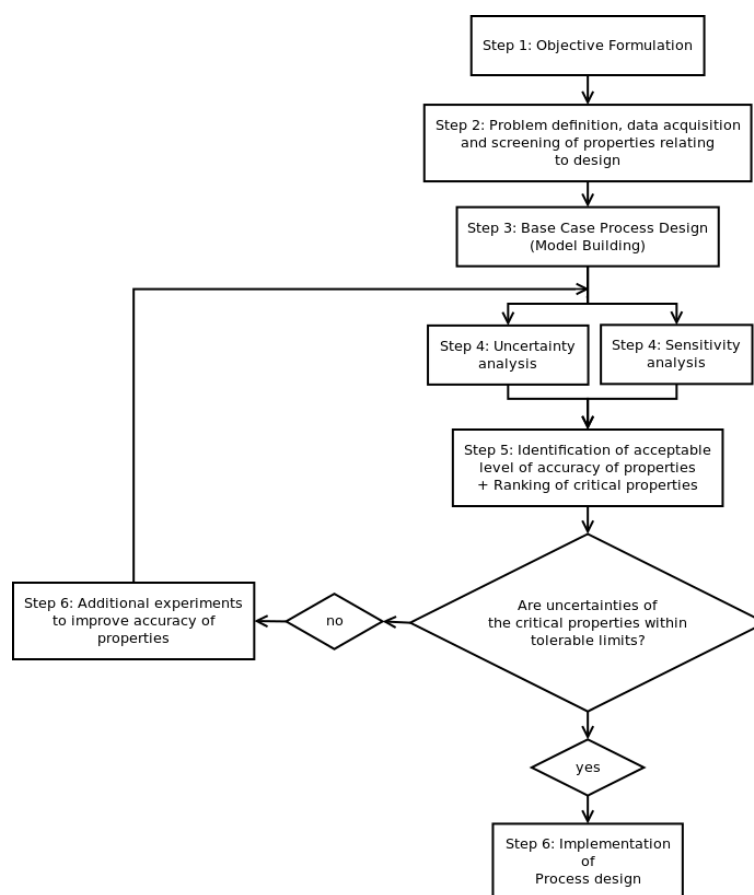 Step 1: Objective Formulation
Step 2: Problem definition, data acquisition
and screening of properties relating
to design
Step 3: Base Case Process Design
(Model Building)
Step 4: Uncertainty
analysis
Step 4: Sensitivity
analysis
Step 5: Identification of acceptable
level of accuracy of properties
+ Ranking of critical properties
Are uncertainties of
the critical properties within
tolerable limits?
no
Step 6: Additional experiments
to improve accuracy of
properties
yes
Step 6: Implementation
of
Process design